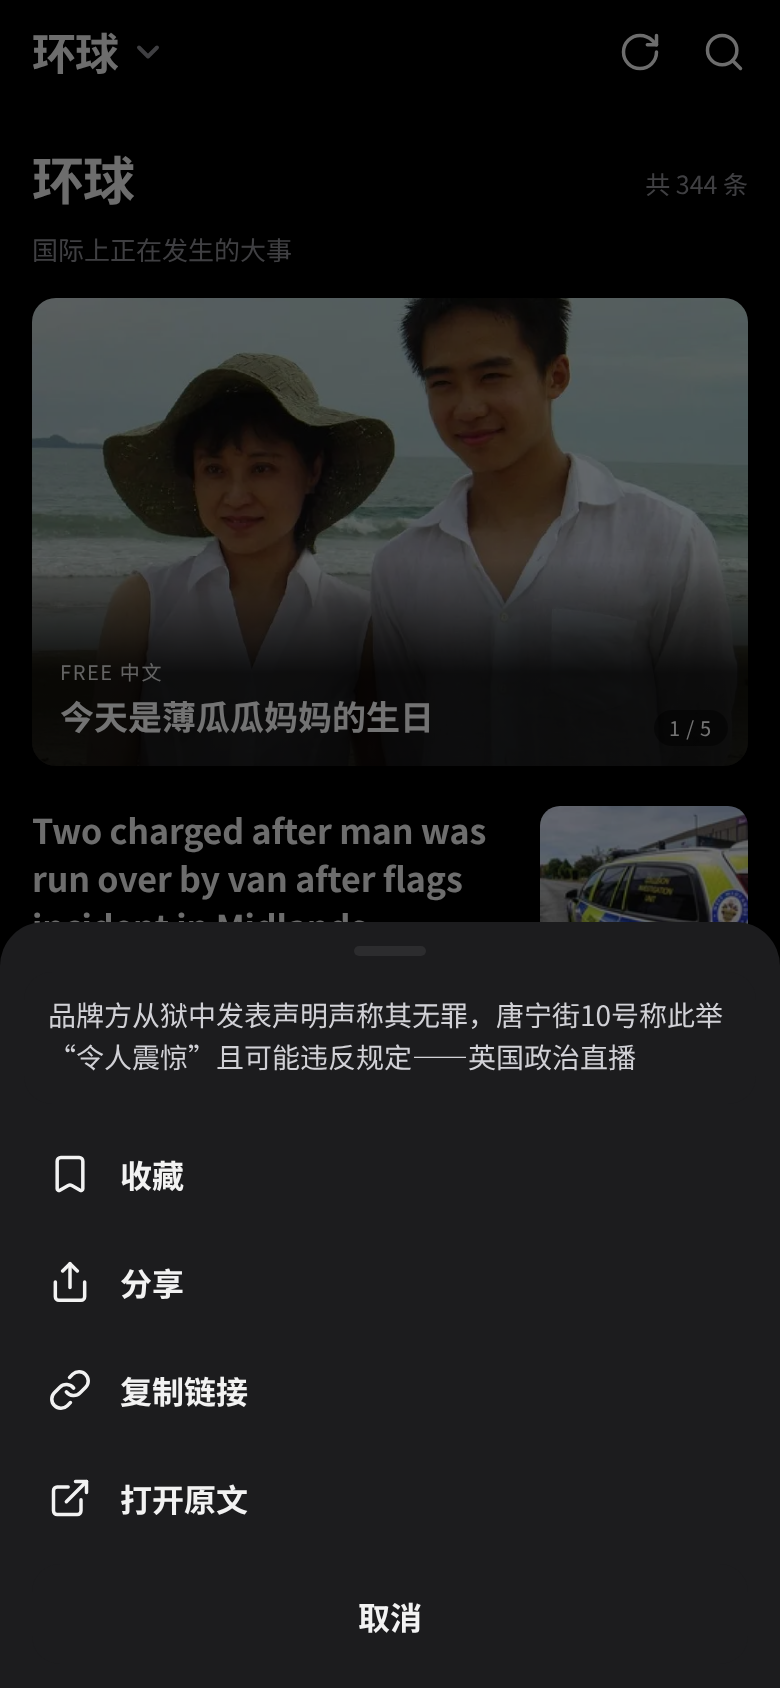 环球
环球
共 344 条
国际上正在发生的大事
FREE 中文
今天是薄瓜瓜妈妈的生日
1 / 5
Two charged after man was
run over by van after flags
incident in Midlands
品牌方从狱中发表声明声称其无罪，唐宁街10号称此举
“令人震惊”且可能违反规定——英国政治直播
收藏
分享
复制链接
打开原文
取消